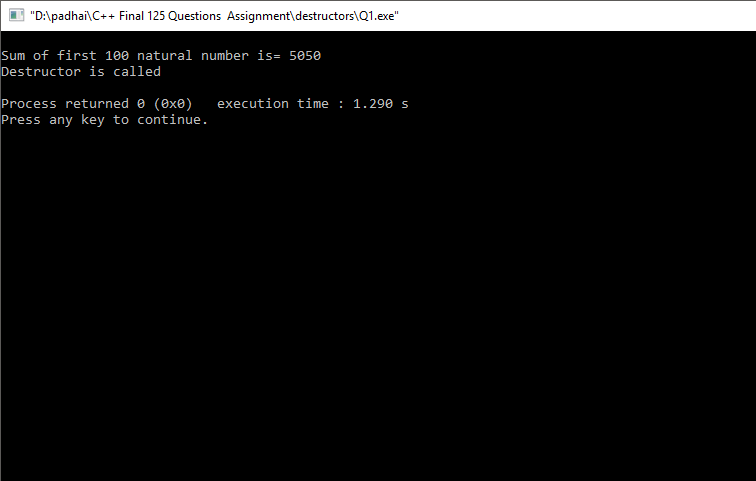 "D:\padhai\C++ Final 125 Questions  Assignment\destructors\Q1.exe"
Sum of first 100 natural number is= 5050
Destructor is called
Process returned 0 (0x0)   execution time : 1.290 s
Press any key to continue.